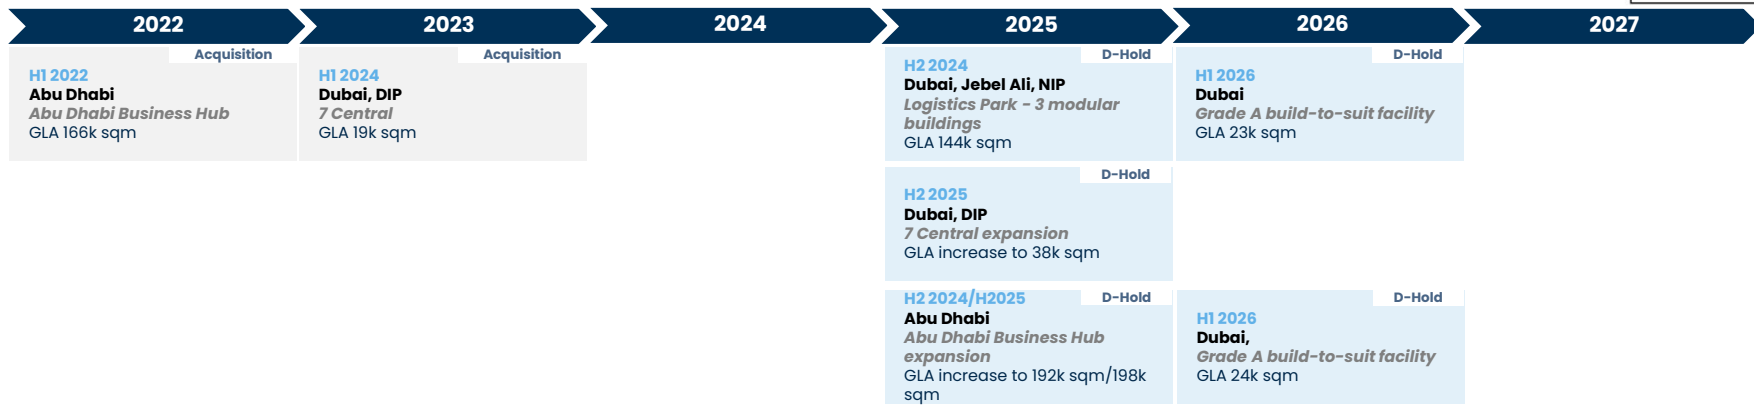 2022
2023
2024
2025
2026
2027
Acquisition
H1 2022
Abu Dhabi
Abu Dhabi Business Hub
GLA 166k sqm
Acquisition
H1 2024
Dubai, DIP
7 Central
GLA 19k sqm
D-Hold
H2 2024
Dubai, Jebel Ali, NIP
Logistics Park - 3 modular
buildings
GLA 144k sqm
D-Hold
H1 2026
Dubai
Grade A build-to-suit facility
GLA 23k sqm
D-Hold
H2 2025
Dubai, DIP
7 Central expansion
GLA increase to 38k sqm
D-Hold
H2 2024/H2025
Abu Dhabi
Abu Dhabi Business Hub
expansion
GLA increase to 192k sqm/198k
sqm
D-Hold
H1 2026
Dubai,
Grade A build-to-suit facility
GLA 24k sqm